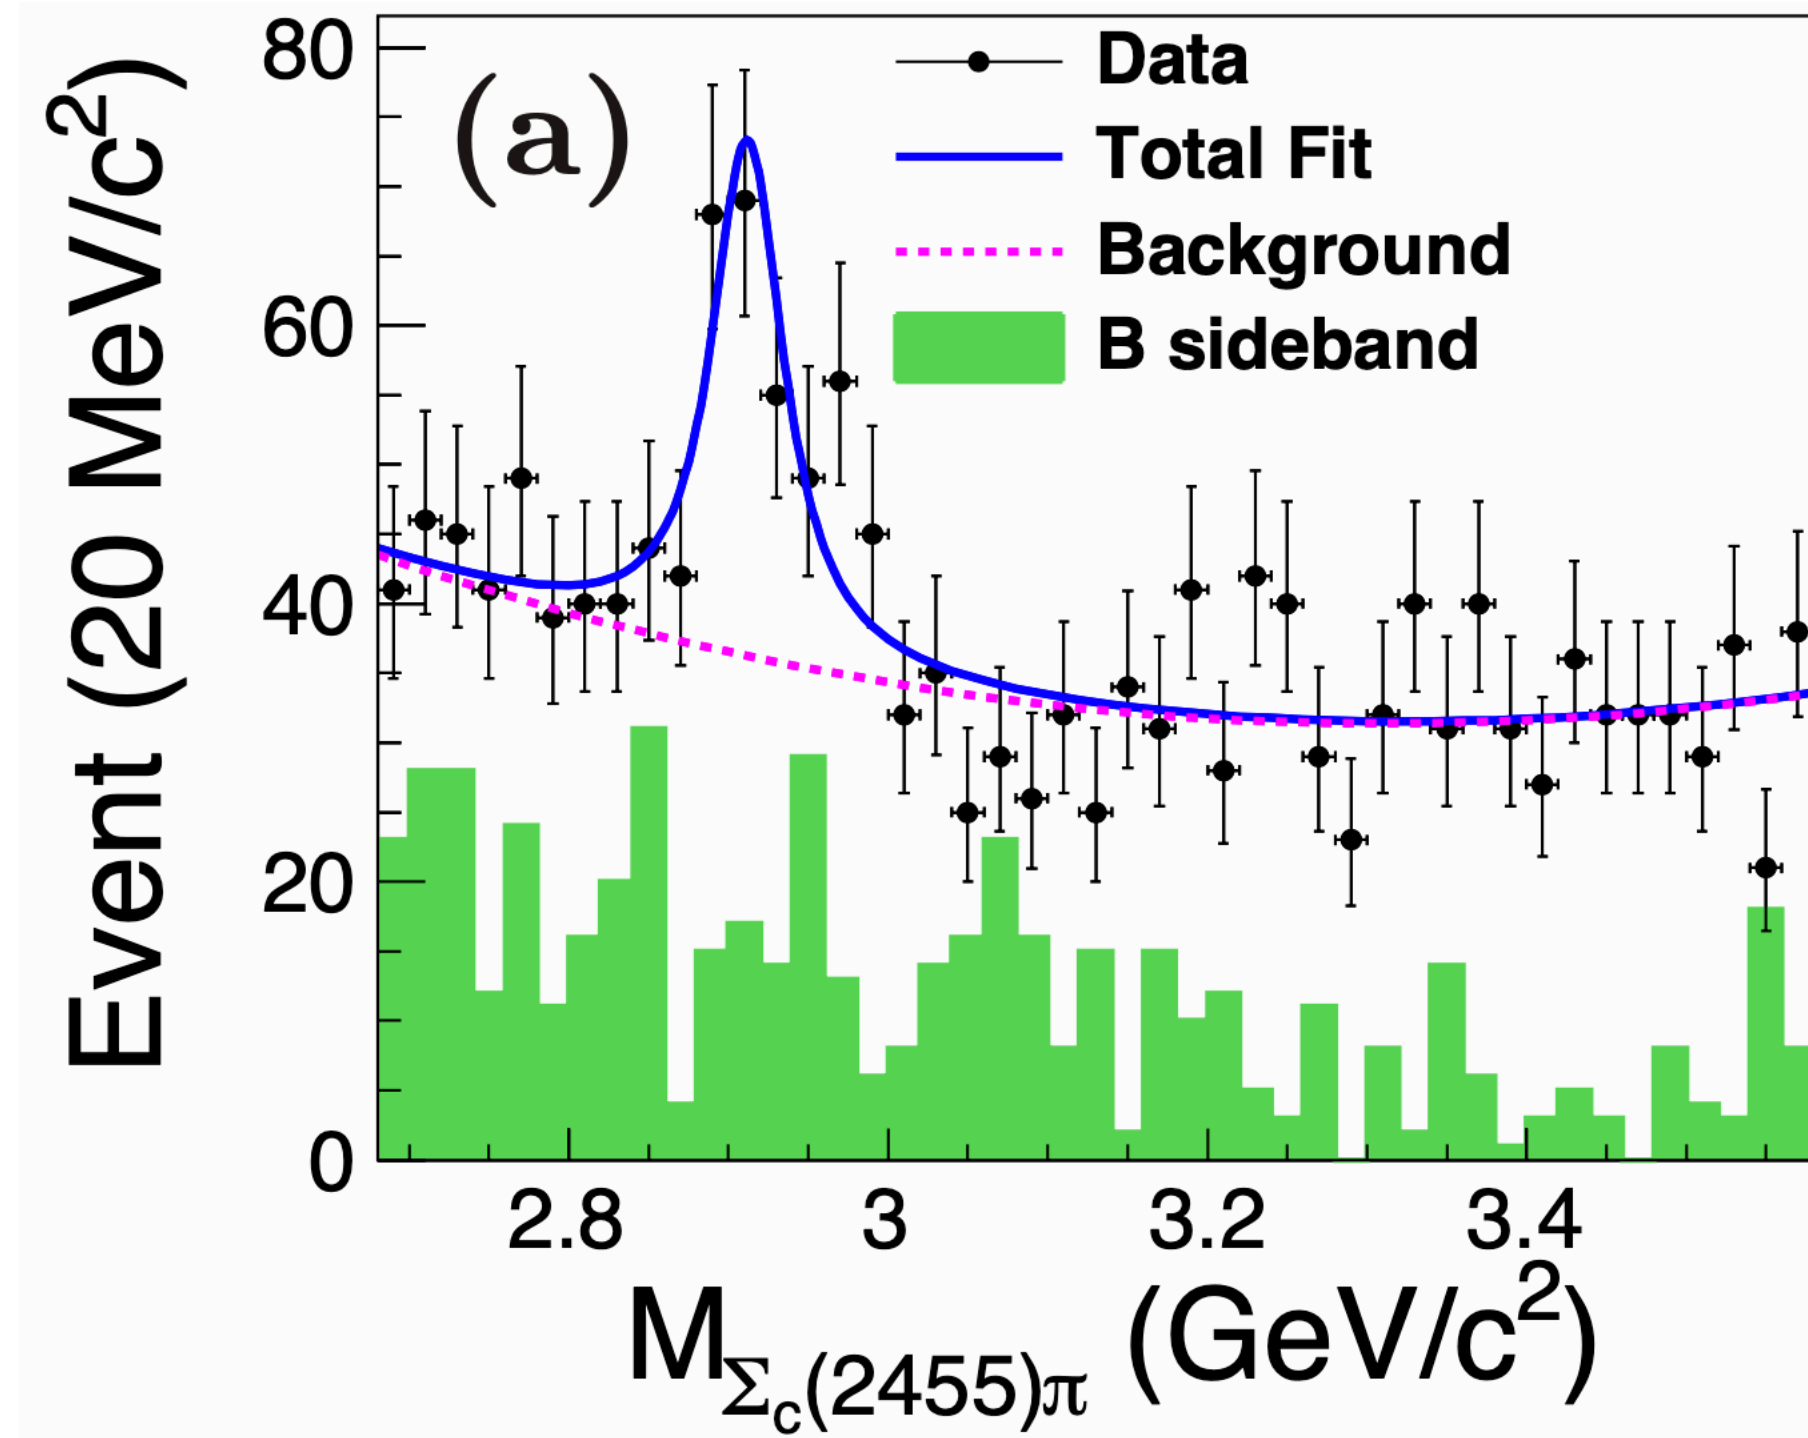 Event (20 MeV/c²)
80
60
40
20
0
(a)
Data
Total Fit
Background
B sideband
2.8 3 3.2 3.4
M_Σc(2455)π (GeV/c²)